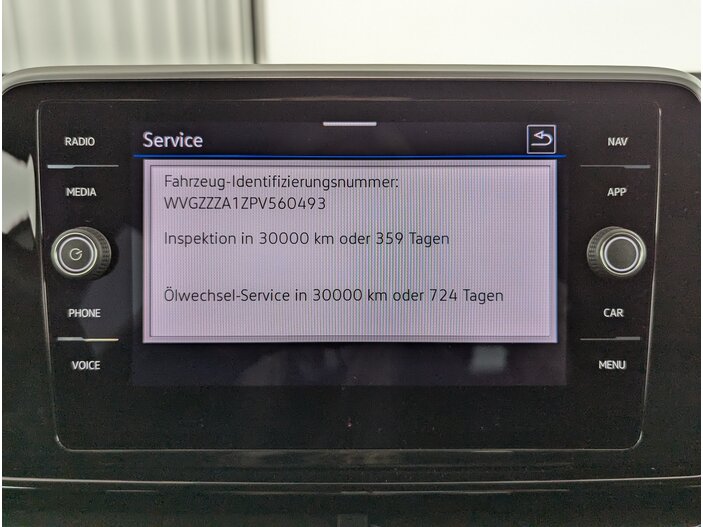 Service
RADIO
MEDIA
PHONE
VOICE
Fahrzeug-Identifizierungsnummer:
WVGZZZA1ZPV560493
Inspektion in 30000 km oder 359 Tagen
Ölwechsel-Service in 30000 km oder 724 Tagen
NAV
APP
CAR
MENU